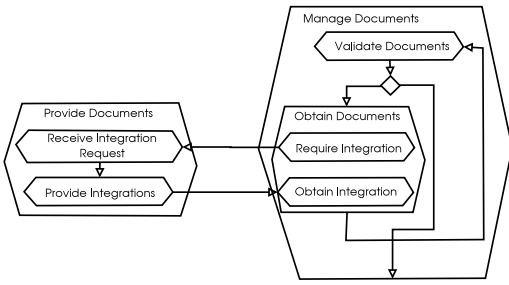 Manage Documents
Validate Documents
Provide Documents
Obtain Documents
Receive Integration
Request
Require Integration
Provide Integrations
Obtain Integration